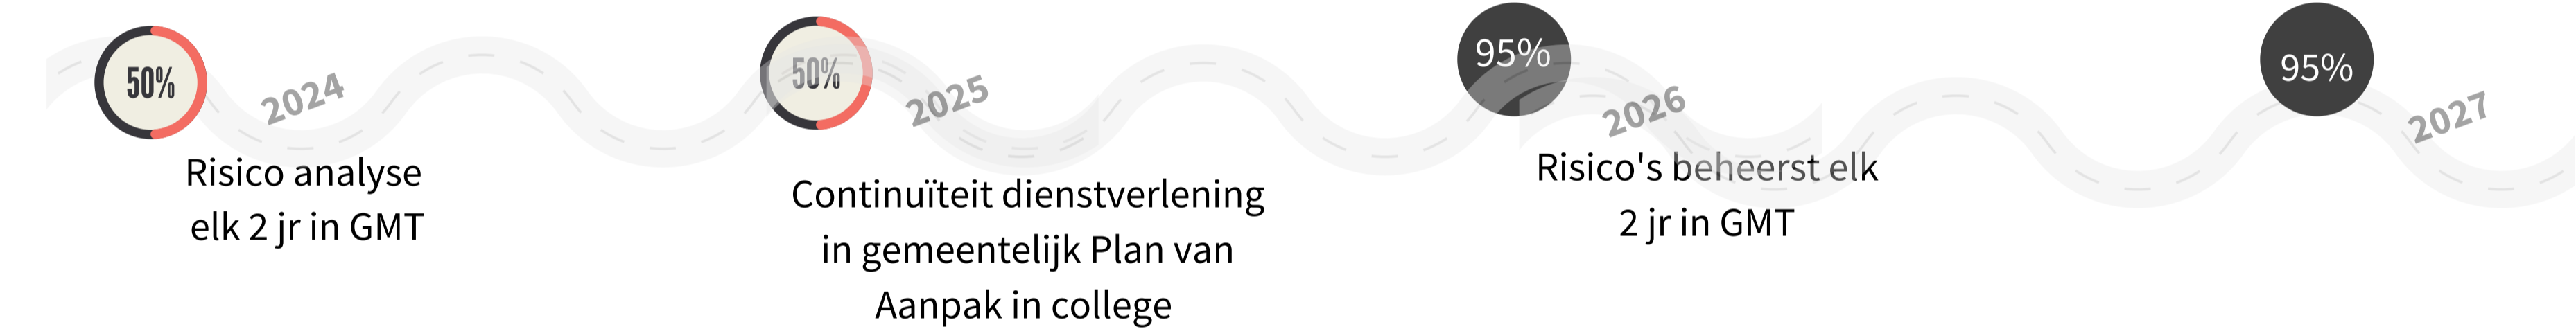 50%
2024
Risico analyse
elk 2 jr in GMT
50%
2025
Continuïteit dienstverlening
in gemeentelijk Plan van
Aanpak in college
95%
2026
Risico's beheerst elk
2 jr in GMT
95%
2027